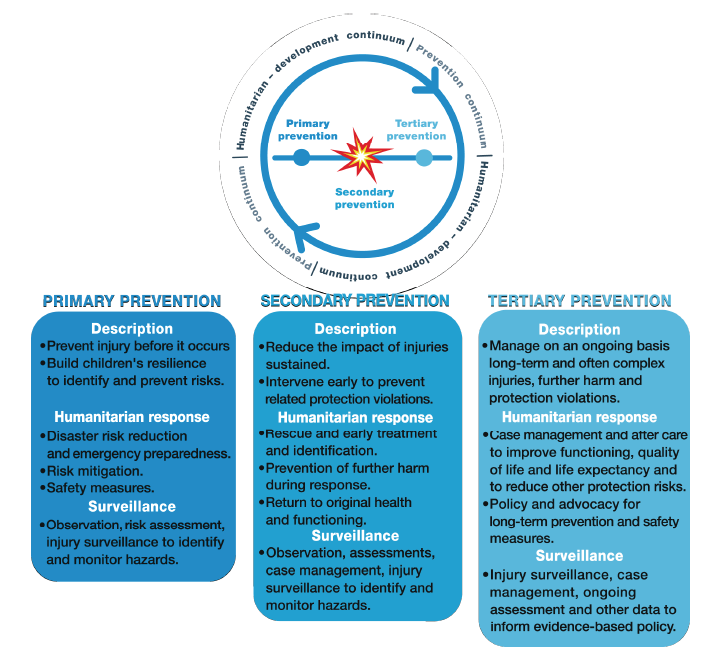 Humanitarian – development continuum | Prevention continuum |
Humanitarian – development continuum | Prevention continuum |
Primary
prevention
Tertiary
prevention
Secondary
prevention
PRIMARY PREVENTION
Description
•Prevent injury before it occurs
•Build children's resilience
to identify and prevent risks.
Humanitarian response
•Disaster risk reduction
and emergency preparedness.
•Risk mitigation.
•Safety measures.
Surveillance
•Observation, risk assessment,
injury surveillance to identify
and monitor hazards.
SECONDARY PREVENTION
Description
•Reduce the impact of injuries
sustained.
•Intervene early to prevent
related protection violations.
Humanitarian response
•Rescue and early treatment
and identification.
•Prevention of further harm
during response.
•Return to original health
and functioning.
Surveillance
•Observation, assessments,
case management, injury
surveillance to identify and
monitor hazards.
TERTIARY PREVENTION
Description
•Manage on an ongoing basis
long-term and often complex
injuries, further harm and
protection violations.
Humanitarian response
•Case management and after care
to improve functioning, quality
of life and life expectancy and
to reduce other protection risks.
•Policy and advocacy for
long-term prevention and safety
measures.
Surveillance
•Injury surveillance, case
management, ongoing
assessment and other data to
inform evidence-based policy.